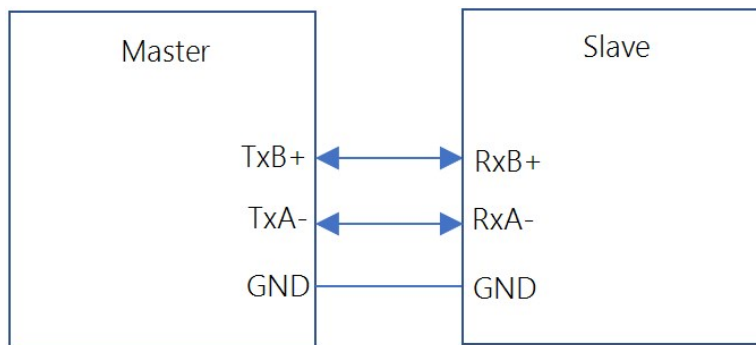 Master
Slave
TxB+
RxB+
TxA-
RxA-
GND
GND